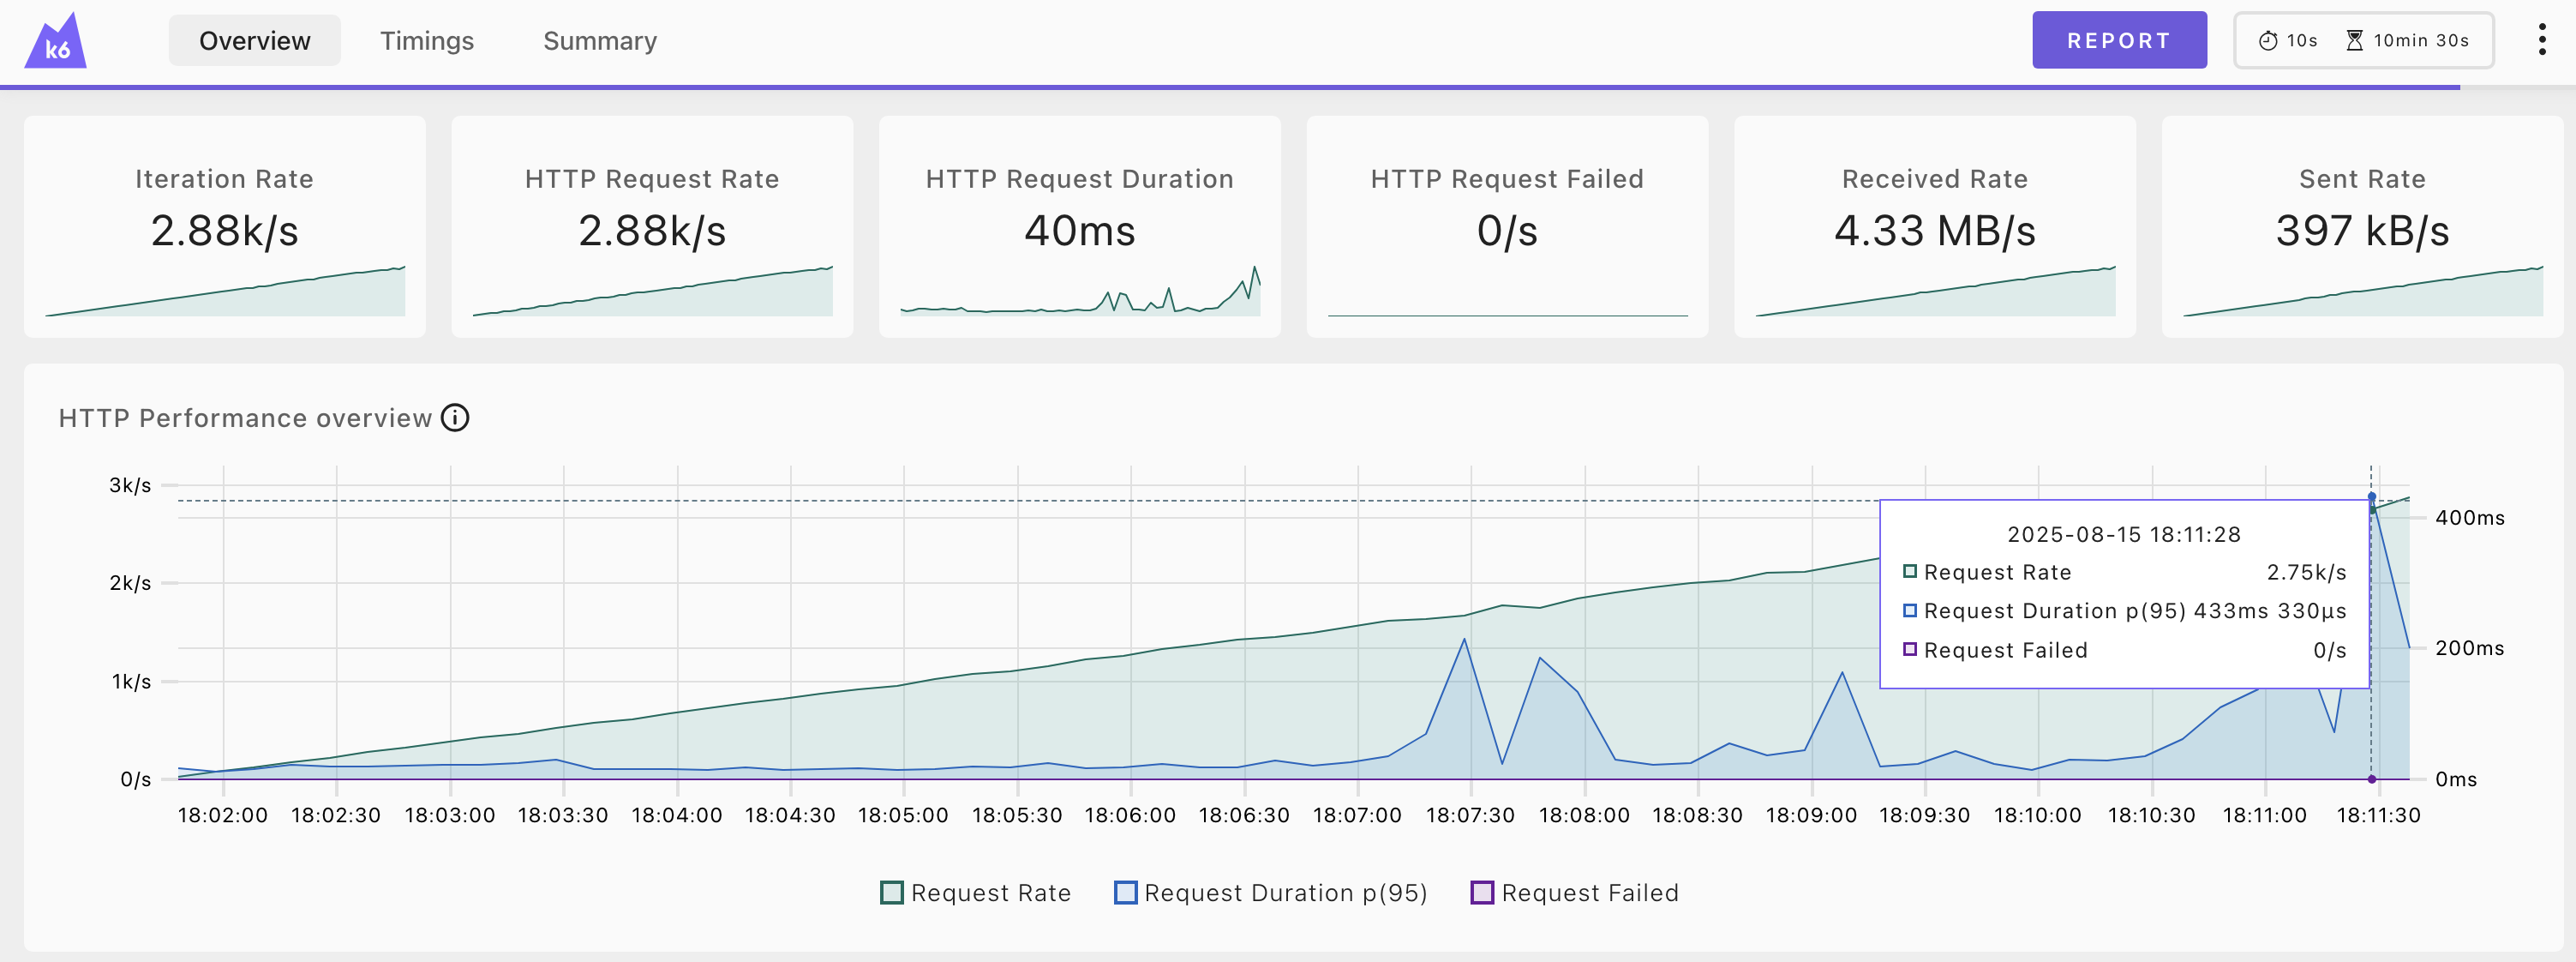 k6 Overview Timings Summary REPORT 10s 10min 30s
Iteration Rate
2.88k/s
HTTP Request Rate
2.88k/s
HTTP Request Duration
40ms
HTTP Request Failed
0/s
Received Rate
4.33 MB/s
Sent Rate
397 kB/s
HTTP Performance overview
3k/s
2k/s
1k/s
0/s
400ms
200ms
0ms
2025-08-15 18:11:28
Request Rate 2.75k/s
Request Duration p(95) 433ms 330µs
Request Failed 0/s
18:02:00 18:02:30 18:03:00 18:03:30 18:04:00 18:04:30 18:05:00 18:05:30 18:06:00 18:06:30 18:07:00 18:07:30 18:08:00 18:08:30 18:09:00 18:09:30 18:10:00 18:10:30 18:11:00 18:11:30
Request Rate Request Duration p(95) Request Failed